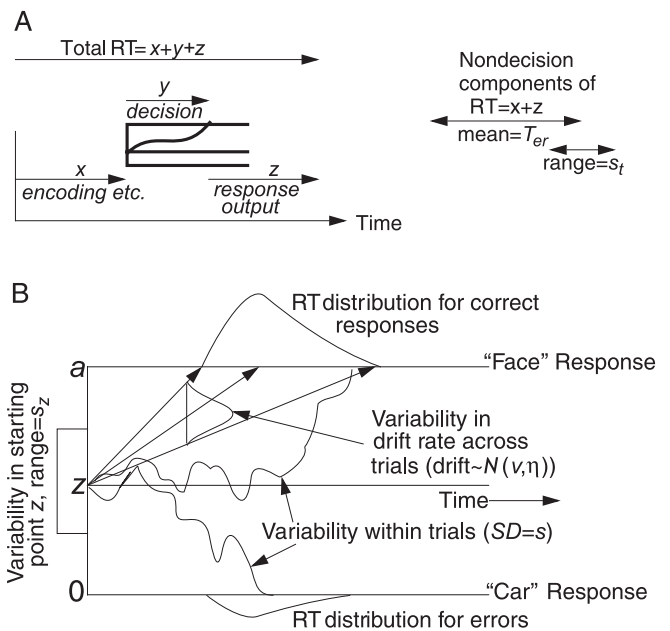 A
Total RT=x+y+z
y
decision
x
encoding etc.
z
response
output
Time
Nondecision
components of
RT=x+z
mean=Ter
range=st
B
RT distribution for correct
responses
a
"Face" Response
Variability in
drift rate across
trials (drift~N(v,η))
Variability in starting
point z, range=sz
z
Time
Variability within trials (SD=s)
0
"Car" Response
RT distribution for errors